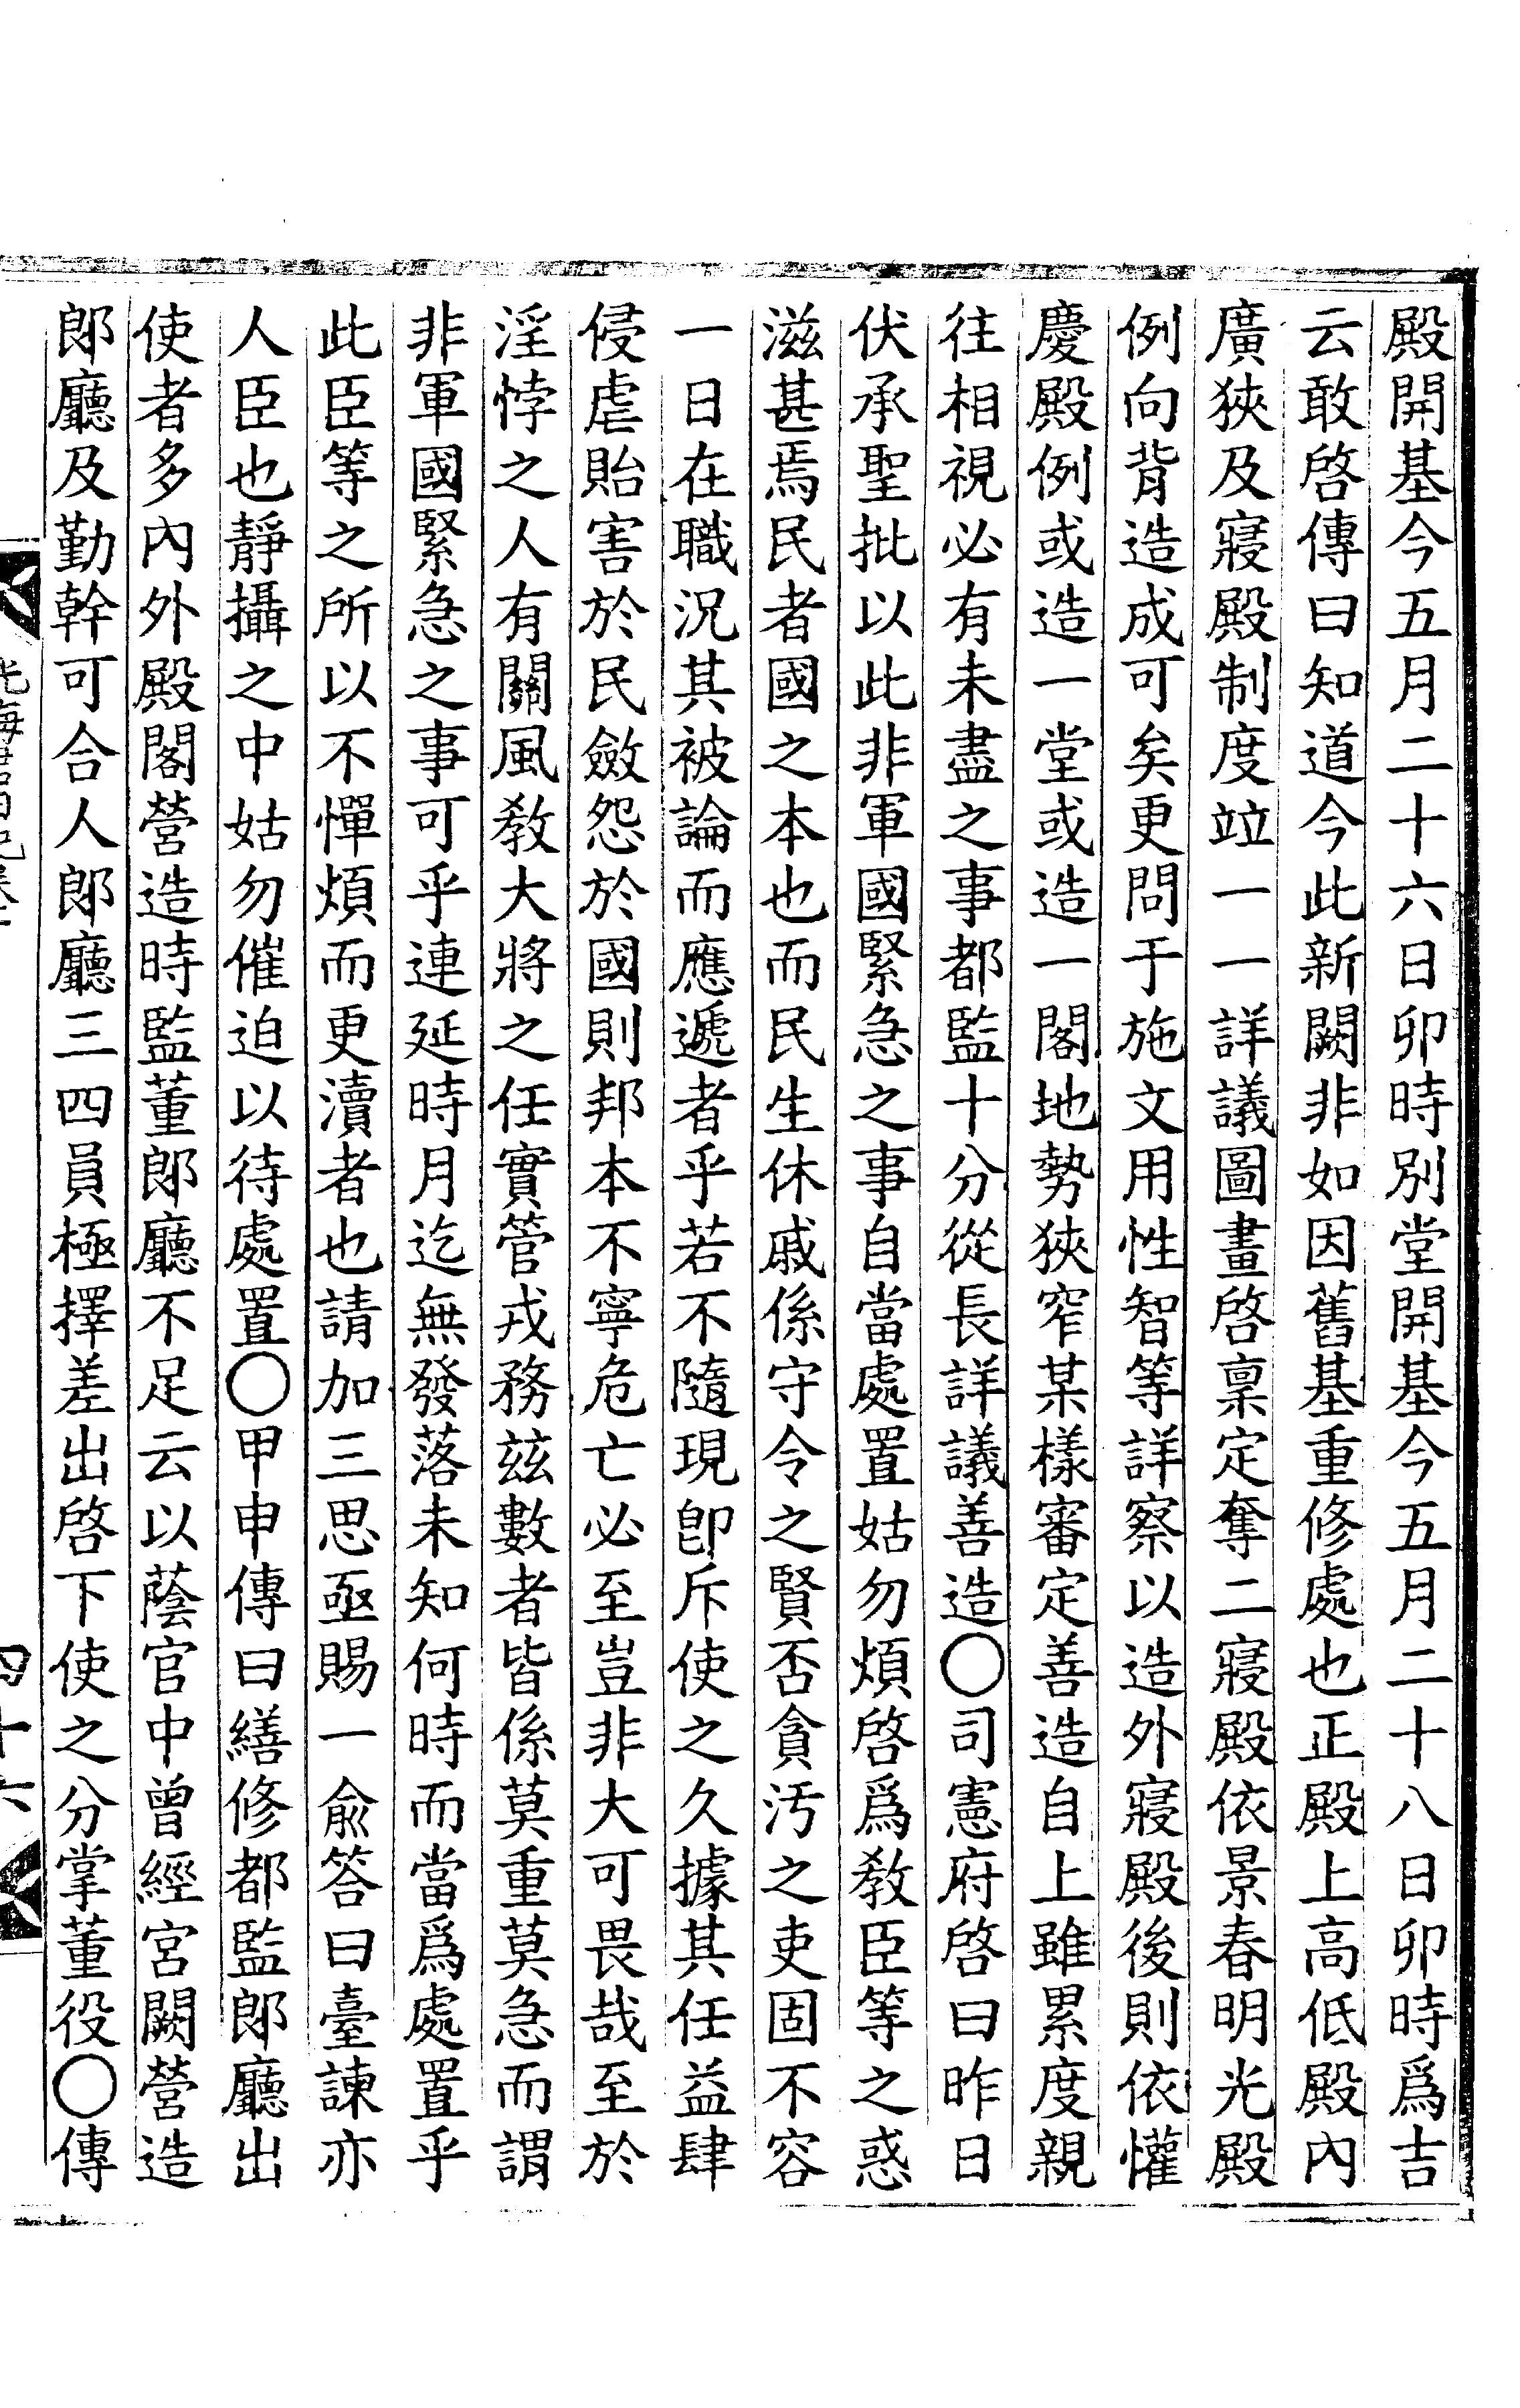 殿開基今五月二十六日卯時別堂開基今五月二十八日卯時爲吉
云敢啓傳曰知道今此新闕非如因舊基重修處也正殿上高低殿內
廣狹及寢殿制度竝一一詳議圖畫啓稟定奪二寢殿依景春明光殿
例向背造成可矣更問于施文用性智等詳察以造外寢殿後則依懽
慶殿例或造一堂或造一閣地勢狹窄某樣審定善造自上雖累度親
往相視必有未盡之事都監十分從長詳議善造〇司憲府啓曰昨日
伏承聖批以此非軍國緊急之事自當處置姑勿煩啓爲敎臣等之惑
滋甚焉民者國之本也而民生休戚係守令之賢否貪汚之吏固不容
一日在職況其被論而應遞者乎若不隨現卽斥使之久據其任益肆
侵虐貽害於民斂怨於國則邦本不寧危亡必至豈非大可畏哉至於
淫悖之人有關風敎大將之任實管戎務玆數者皆係莫重莫急而謂
非軍國緊急之事可乎連延時月迄無發落未知何時而當爲處置乎
此臣等之所以不憚煩而更瀆者也請加三思亟賜一兪答曰臺諫亦
人臣也靜攝之中姑勿催迫以待處置〇甲申傳曰繕修都監郞廳出
使者多內外殿閣營造時監董郞廳不足云以蔭官中曾經宮闕營造
郞廳及勤幹可合人郞廳三四員極擇差出啓下使之分掌董役〇傳